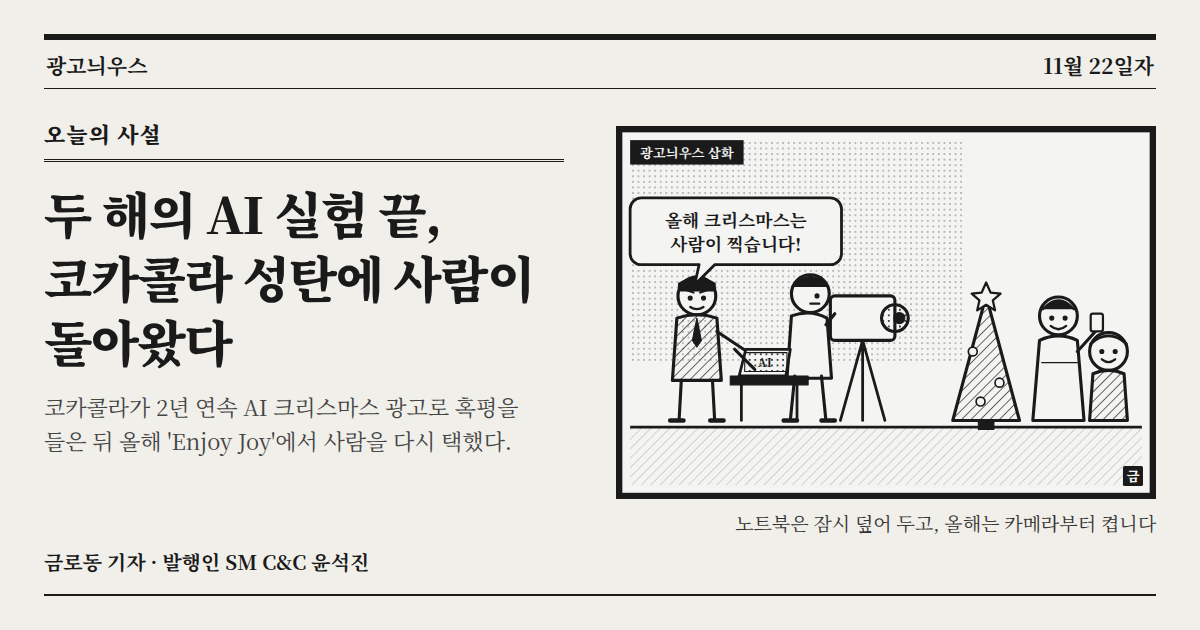 광고늬우스
11월 22일자
오늘의 사설
두 해의 AI 실험 끝,
코카콜라 성탄에 사람이
돌아왔다
코카콜라가 2년 연속 AI 크리스마스 광고로 혹평을
들은 뒤 올해 'Enjoy Joy'에서 사람을 다시 택했다.
금로동 기자 · 발행인 SM C&C 윤석진
광고늬우스 삽화
올해 크리스마스는
사람이 찍습니다!
AI
금
노트북은 잠시 덮어 두고, 올해는 카메라부터 켭니다